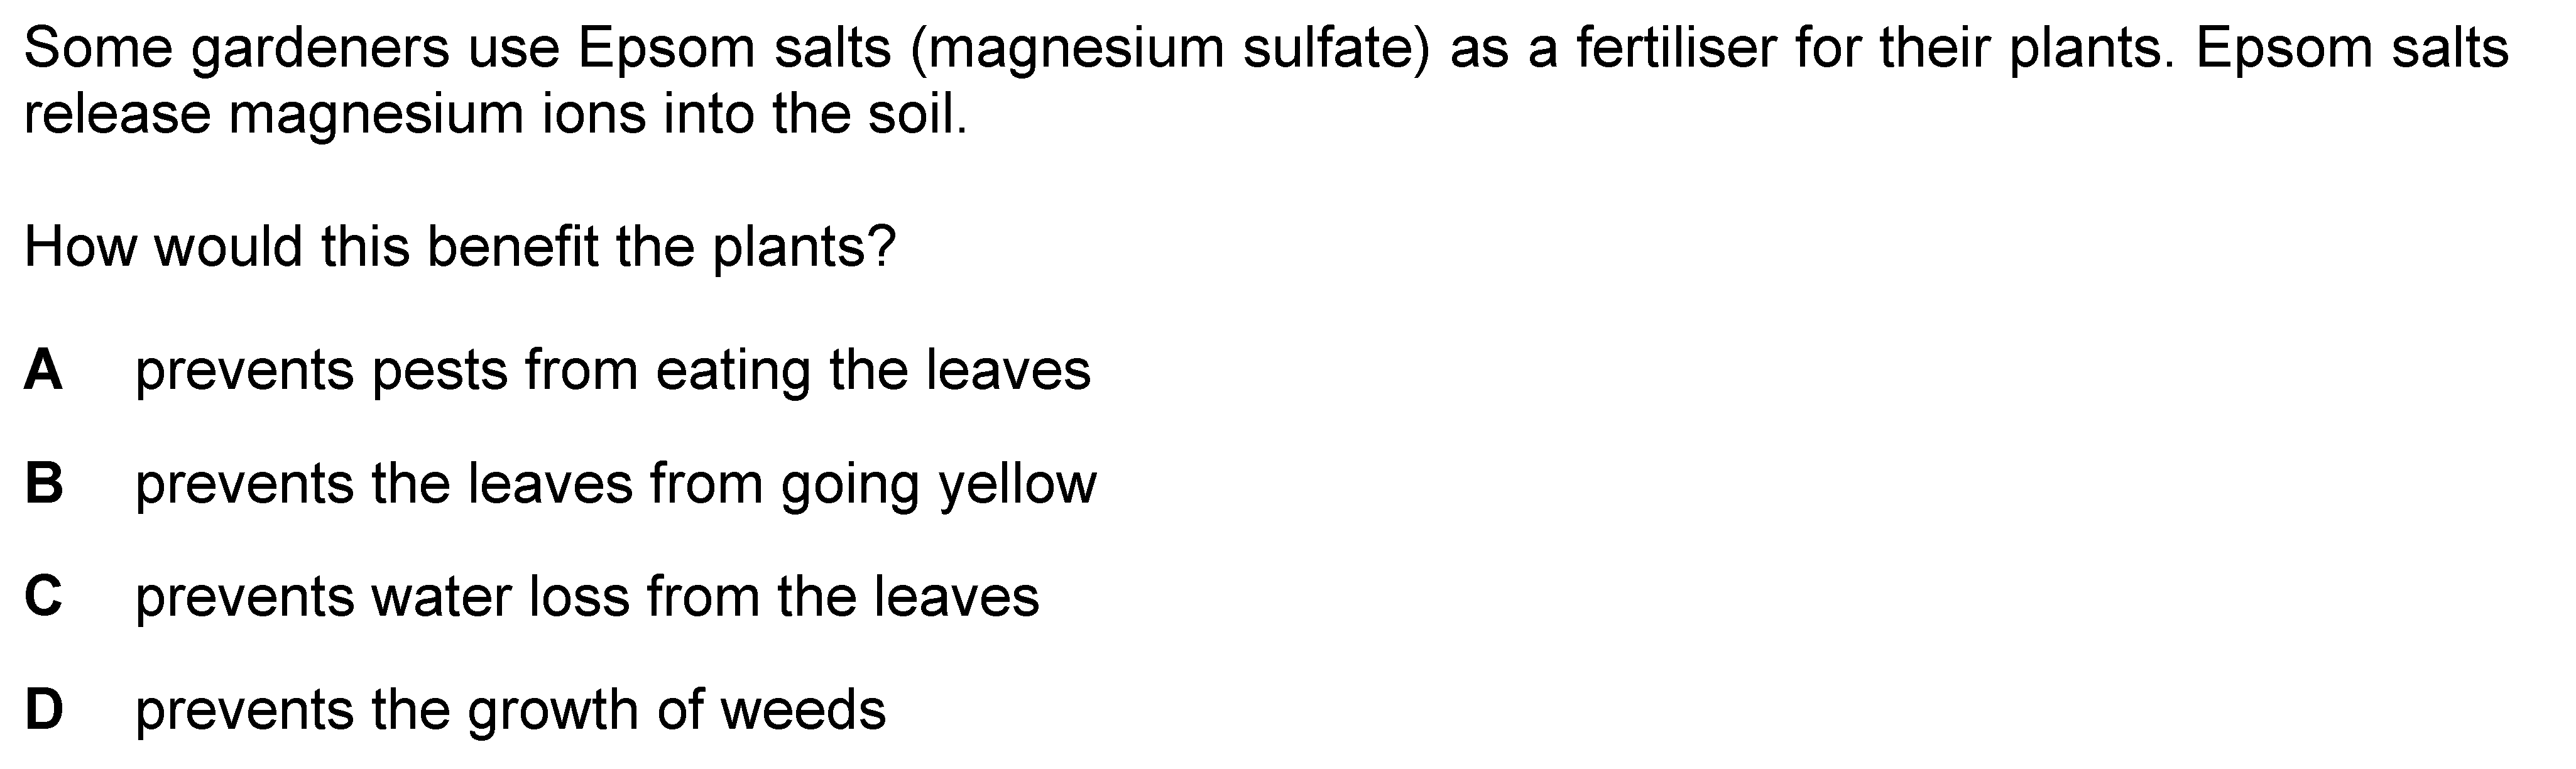 Some gardeners use Epsom salts (magnesium sulfate) as a fertiliser for their plants. Epsom salts
release magnesium ions into the soil.
How would this benefit the plants?
A prevents pests from eating the leaves
B prevents the leaves from going yellow
C prevents water loss from the leaves
D prevents the growth of weeds